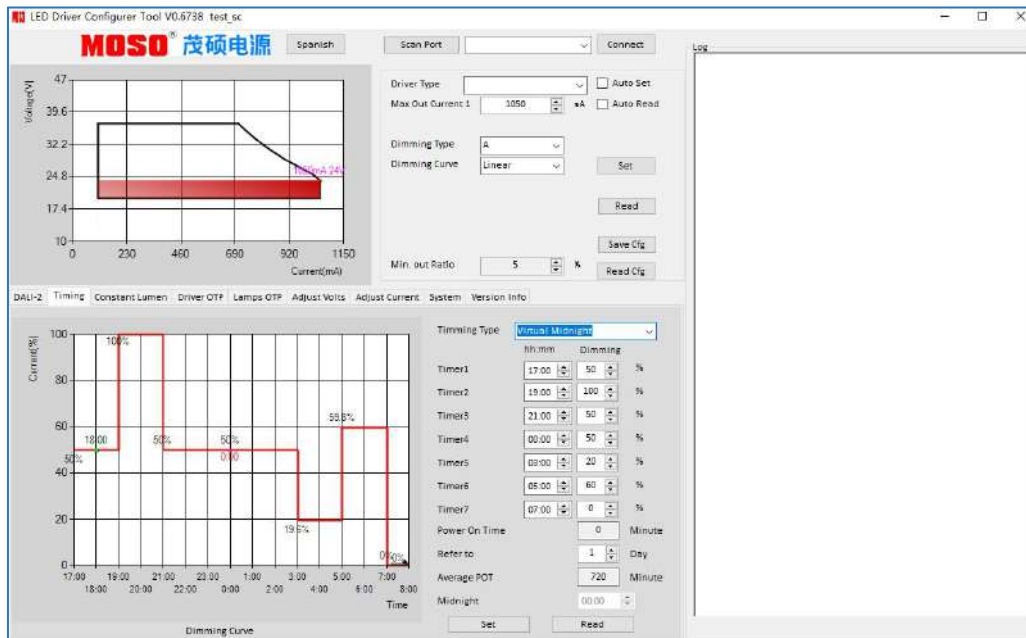 LED Driver Configurer Tool V0.6738 test_sc
MOSO® 茂硕电源 Spanish Scan Port Connect Log
Voltage[V]
47
39.6
32.2
24.8
17.4
10
1050mA 24V
0 230 460 690 920 1150
Current(mA)
Driver Type Auto Set
Max Out Current 1 1050 mA Auto Read
Dimming Type A
Dimming Curve Linear Set
Read
Save Cfg
Min. out Ratio 5 % Read Cfg
DALI-2 Timing Constant Lumen Driver OTP Lamps OTP Adjust Volts Adjust Current System Version Info
Current[%]
100
80
60
40
20
0
50%
18:00
100%
50%
50%
0:00
19.6%
59.8%
0%
0%
17:00 19:00 21:00 23:00 1:00 3:00 5:00 7:00
18:00 20:00 22:00 0:00 2:00 4:00 6:00 8:00
Time
Dimming Curve
Timming Type Virtual Midnight
hh:mm Dimming
Timer1 17:00 50 %
Timer2 19:00 100 %
Timer3 21:00 50 %
Timer4 00:00 50 %
Timer5 03:00 20 %
Timer6 05:00 60 %
Timer7 07:00 0 %
Power On Time 0 Minute
Refer to 1 Day
Average POT 720 Minute
Midnight 00:00
Set Read